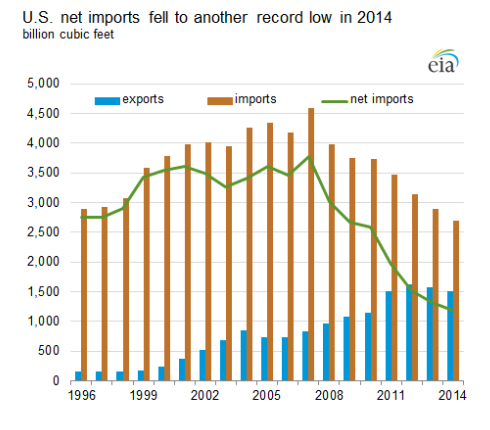 U.S. net imports fell to another record low in 2014
billion cubic feet
eia
5,000
exports imports net imports
4,500
4,000
3,500
3,000
2,500
2,000
1,500
1,000
500
0
1996 1999 2002 2005 2008 2011 2014